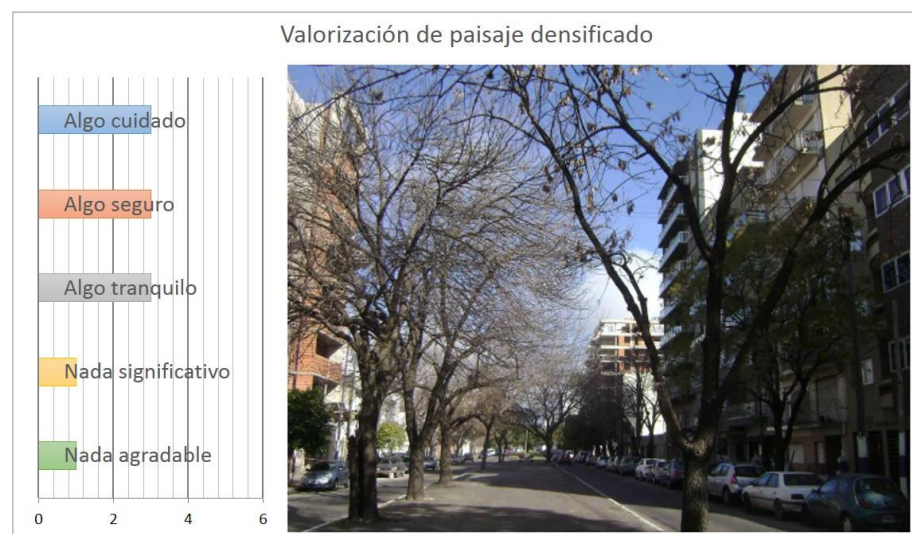 Valorización de paisaje densificado
Algo cuidado
Algo seguro
Algo tranquilo
Nada significativo
Nada agradable
0 2 4 6